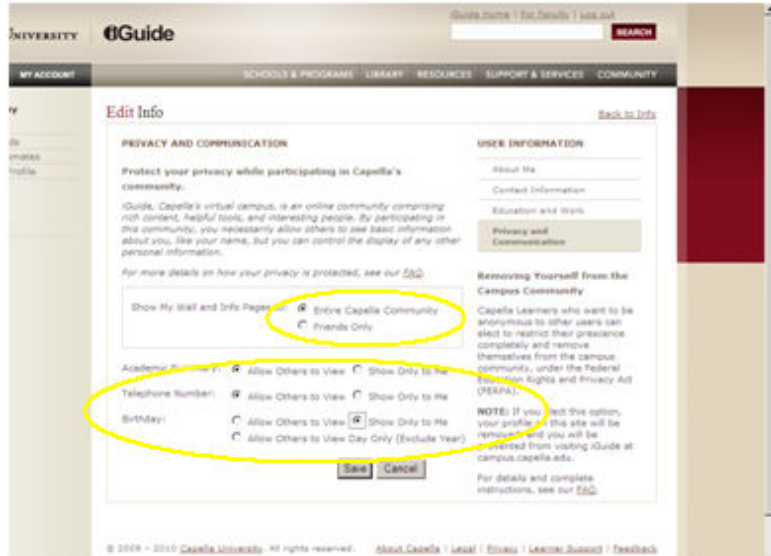 iGuide Home | For Faculty | Log out
UNIVERSITY iGuide
SEARCH
MY ACCOUNT SCHOOLS & PROGRAMS LIBRARY RESOURCES SUPPORT & SERVICES COMMUNITY
Edit Info
Back to Info
PRIVACY AND COMMUNICATION
Protect your privacy while participating in Capella's
community.
iGuide, Capella's virtual campus, is an online community comprising
rich content, helpful tools, and interesting people. By participating in
this community, you necessarily allow others to see basic information
about you, like your name, but you can control the display of any other
personal information.
For more details on how your privacy is protected, see our FAQ.
Show My Wall and Info Pages to: Entire Capella Community
Friends Only
Academic Summary: Allow Others to View Show Only to Me
Telephone Number: Allow Others to View Show Only to Me
Birthday: Allow Others to View Show Only to Me
Allow Others to View Day Only (Exclude Year)
Save Cancel
USER INFORMATION
About Me
Contact Information
Education and Work
Privacy and
Communication
Removing Yourself from the
Campus Community
Capella Learners who want to be
anonymous to other users can
elect to restrict their prescence
completely and remove
themselves from the campus
community, under the Federal
Education Rights and Privacy Act
(FERPA).
NOTE: If you elect this option,
your profile on this site will be
removed and you will be
prevented from visiting iGuide at
campus.capella.edu.
For details and complete
instructions, see our FAQ.
© 2009 - 2010 Capella University. All rights reserved. About Capella | Legal | Privacy | Learner Support | Feedback